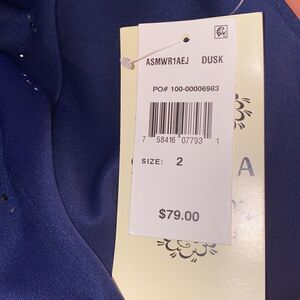 ASMWR1AEJ DUSK
PO# 100-00006983
7 58416 07793 1
SIZE: 2
$79.00
A